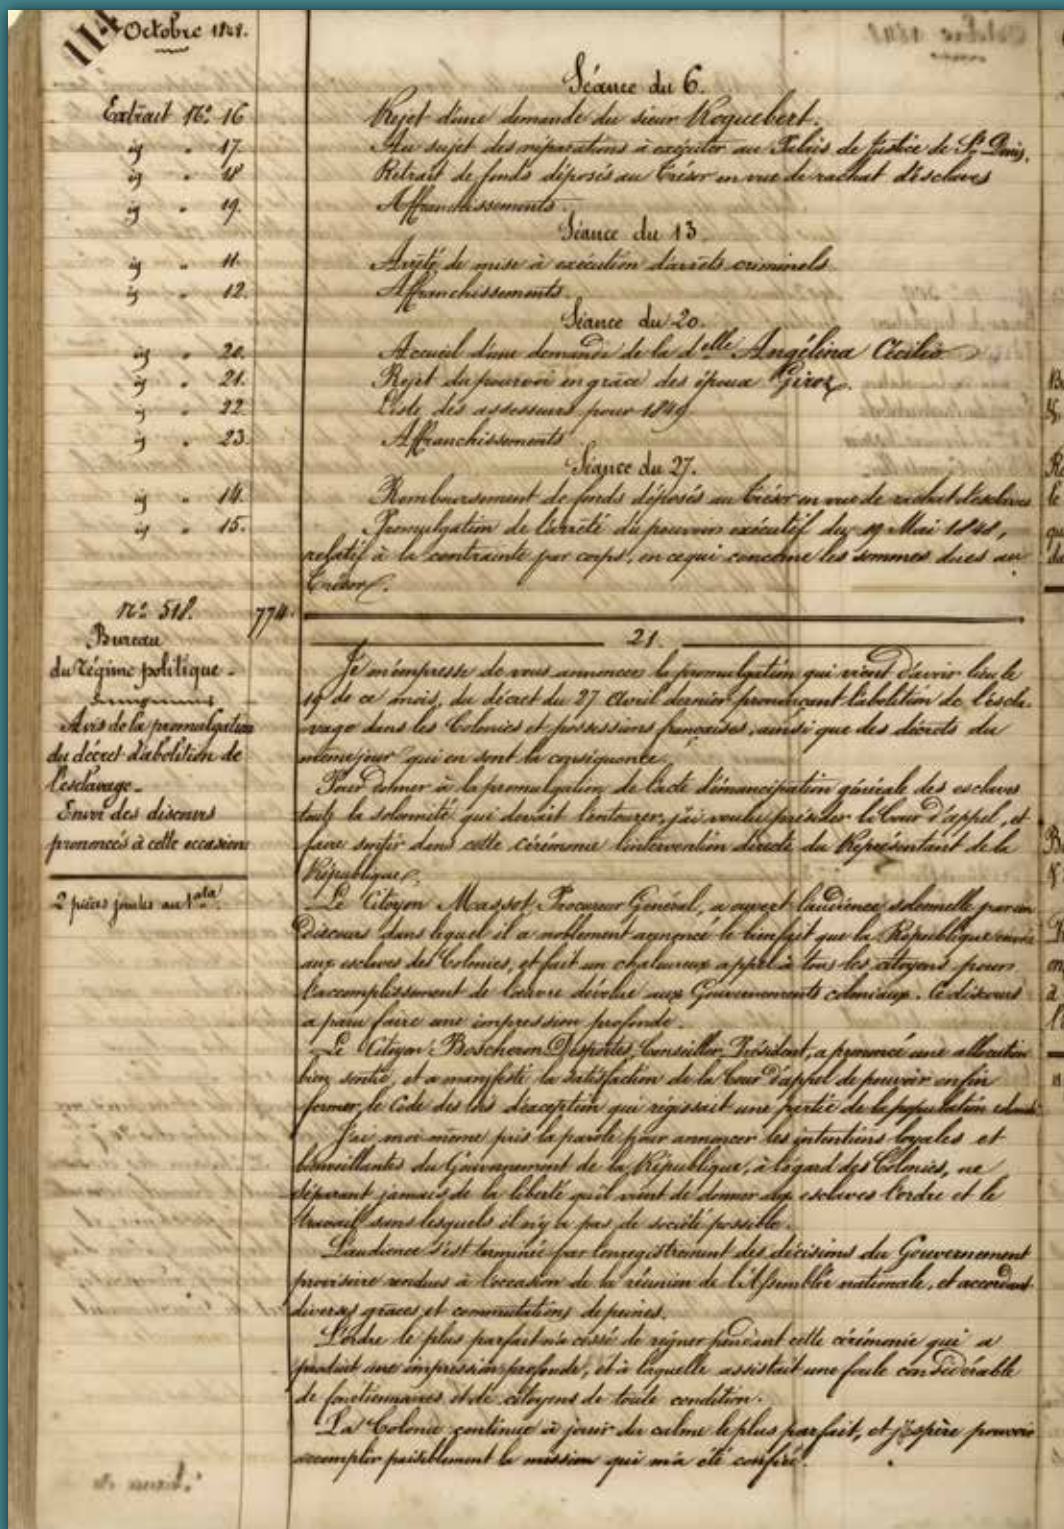 114
Octobre 1848.
Séance du 6.
Extrait N.º 16 Rejet d'une demande du sieur Roquebert.
id " 17. Au sujet des réparations à exécuter au Palais de Justice de St. Denis.
id " 18 Retrait de fonds déposés au Trésor en vue de rachat d'esclaves
id " 19. Affranchissements.
Séance du 13.
id " 11. Arrêté de mise à exécution d'arrêts criminels
id " 12. Affranchissements.
Séance du 20.
id " 20. Accueil d'une demande de la delle Angélina Cécilia
id " 21. Rejet du pourvoi en grâce des époux
id " 22. Liste des assesseurs pour 1849
id " 23. Affranchissements
Séance du 27.
id " 14. Remboursement de fonds déposés au Trésor en vue de rachat d'esclaves
id " 15. Promulgation de l'arrêté du pouvoir exécutif du 19 Mai 1848,
relatif à la contrainte par corps, en ce qui concerne les sommes dues au
Trésor.
N.º 518. 774.
Bureau
du régime politique.
Avis de la promulgation
du décret d'abolition de
l'esclavage.
Envoi des discours
prononcés à cette occasion
2 pièces jointes au 1ata.
21.
Je m'empresse de vous annoncer la promulgation qui vient d'avoir lieu le
19 de ce mois, du décret du 27 Avril dernier prononçant l'abolition de l'escla-
vage dans les Colonies et possessions françaises, ainsi que des décrets du
même jour qui en sont la conséquence.
Pour donner à la promulgation de l'acte d'émancipation générale des esclaves
toute la solennité qui devait l'entourer, j'ai voulu présider la Cour d'appel, et
faire sortir dans cette cérémonie l'intervention directe du Représentant de la
République.
Le Citoyen Massot, Procureur Général, a ouvert l'audience solennelle par un
discours dans lequel il a noblement annoncé le bienfait que la République envoie
aux esclaves des Colonies, et fait un chaleureux appel à tous les citoyens pour
l'accomplissement de l'œuvre dévolue aux Gouvernements coloniaux. Ce discours
a paru faire une impression profonde.
Le Citoyen Boscheron Desportes, Conseiller, Président, a prononcé une allocution
bien sentie, et a manifesté la satisfaction de la Cour d'appel de pouvoir enfin
fermer le Code des lois d'exception qui régissait une partie de la population
J'ai moi même pris la parole pour annoncer les intentions loyales et
bienveillantes du Gouvernement de la République, à l'égard des Colonies, ne
séparant jamais de la liberté qu'il vient de donner aux esclaves l'ordre et le
travail sans lesquels il n'y a pas de société possible.
L'audience s'est terminée par l'enregistrement des décisions du Gouvernement
provisoire rendues à l'occasion de la réunion de l'Assemblée nationale, et accordant
diverses grâces et commutations de peines.
L'ordre le plus parfait n'a cessé de régner pendant cette cérémonie qui a
produit une impression profonde, et à laquelle assistait une foule considérable
de fonctionnaires et de citoyens de toute condition.
La Colonie continue à jouir du calme le plus parfait, et j'espère pouvoir
accomplir paisiblement la mission qui m'a été confiée.